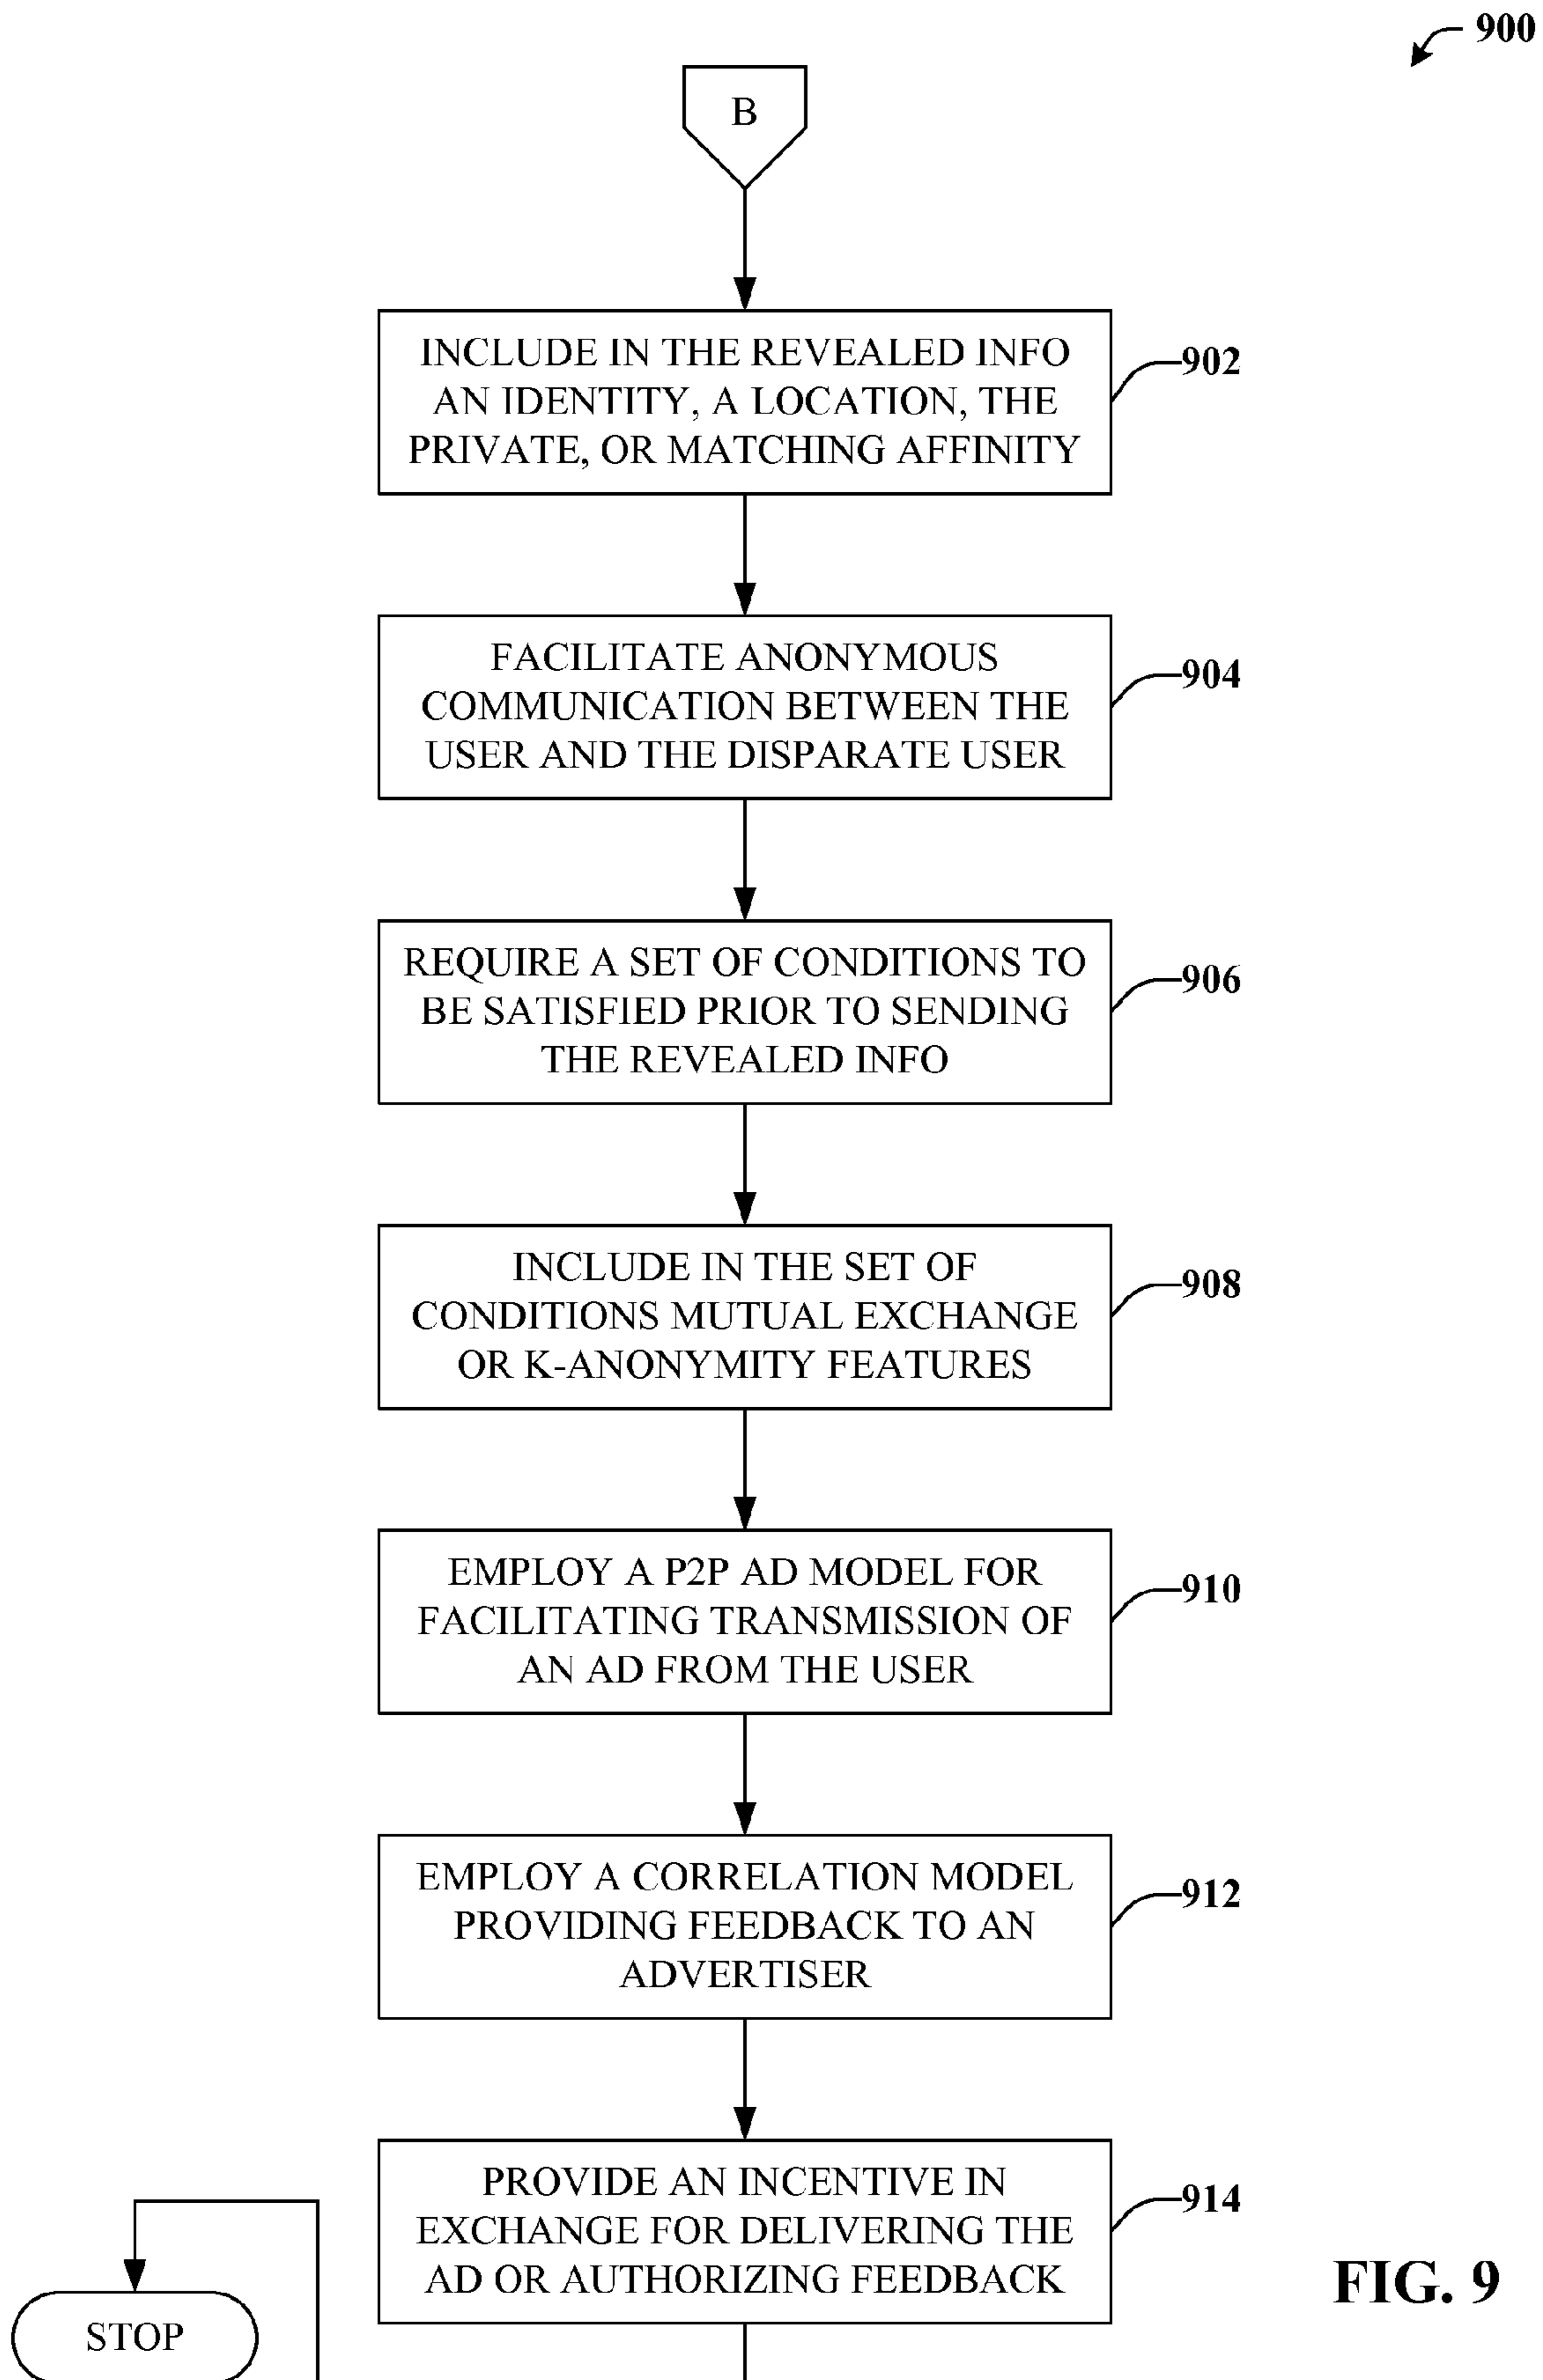 900
B
INCLUDE IN THE REVEALED INFO
AN IDENTITY, A LOCATION, THE
PRIVATE, OR MATCHING AFFINITY
902
FACILITATE ANONYMOUS
COMMUNICATION BETWEEN THE
USER AND THE DISPARATE USER
904
REQUIRE A SET OF CONDITIONS TO
BE SATISFIED PRIOR TO SENDING
THE REVEALED INFO
906
INCLUDE IN THE SET OF
CONDITIONS MUTUAL EXCHANGE
OR K-ANONYMITY FEATURES
908
EMPLOY A P2P AD MODEL FOR
FACILITATING TRANSMISSION OF
AN AD FROM THE USER
910
EMPLOY A CORRELATION MODEL
PROVIDING FEEDBACK TO AN
ADVERTISER
912
PROVIDE AN INCENTIVE IN
EXCHANGE FOR DELIVERING THE
AD OR AUTHORIZING FEEDBACK
914
STOP
FIG. 9